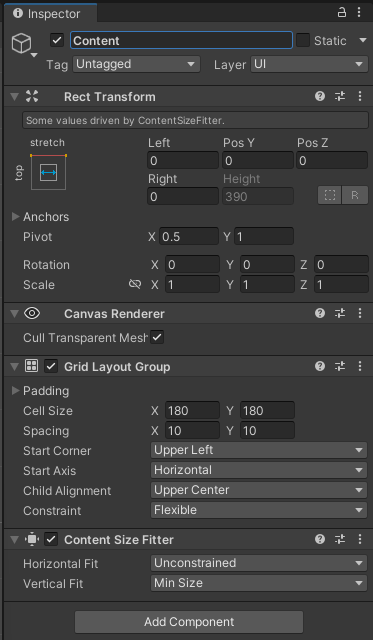 Inspector
Content
Static
Tag Untagged Layer UI
Rect Transform
Some values driven by ContentSizeFitter.
stretch
top
Left Pos Y Pos Z
0 0 0
Right Height
0 390
R
Anchors
Pivot X 0.5 Y 1
Rotation X 0 Y 0 Z 0
Scale X 1 Y 1 Z 1
Canvas Renderer
Cull Transparent Mesh
Grid Layout Group
Padding
Cell Size X 180 Y 180
Spacing X 10 Y 10
Start Corner Upper Left
Start Axis Horizontal
Child Alignment Upper Center
Constraint Flexible
Content Size Fitter
Horizontal Fit Unconstrained
Vertical Fit Min Size
Add Component